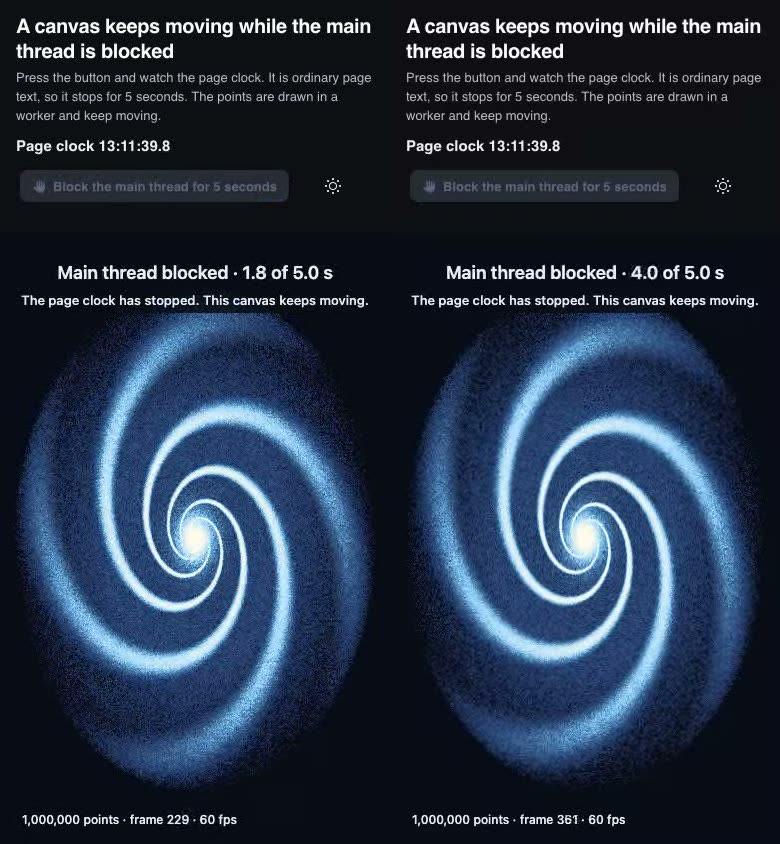 A canvas keeps moving while the main
thread is blocked
Press the button and watch the page clock. It is ordinary page
text, so it stops for 5 seconds. The points are drawn in a
worker and keep moving.
Page clock 13:11:39.8
Block the main thread for 5 seconds
Main thread blocked · 1.8 of 5.0 s
The page clock has stopped. This canvas keeps moving.
1,000,000 points · frame 229 · 60 fps
A canvas keeps moving while the main
thread is blocked
Press the button and watch the page clock. It is ordinary page
text, so it stops for 5 seconds. The points are drawn in a
worker and keep moving.
Page clock 13:11:39.8
Block the main thread for 5 seconds
Main thread blocked · 4.0 of 5.0 s
The page clock has stopped. This canvas keeps moving.
1,000,000 points · frame 361 · 60 fps